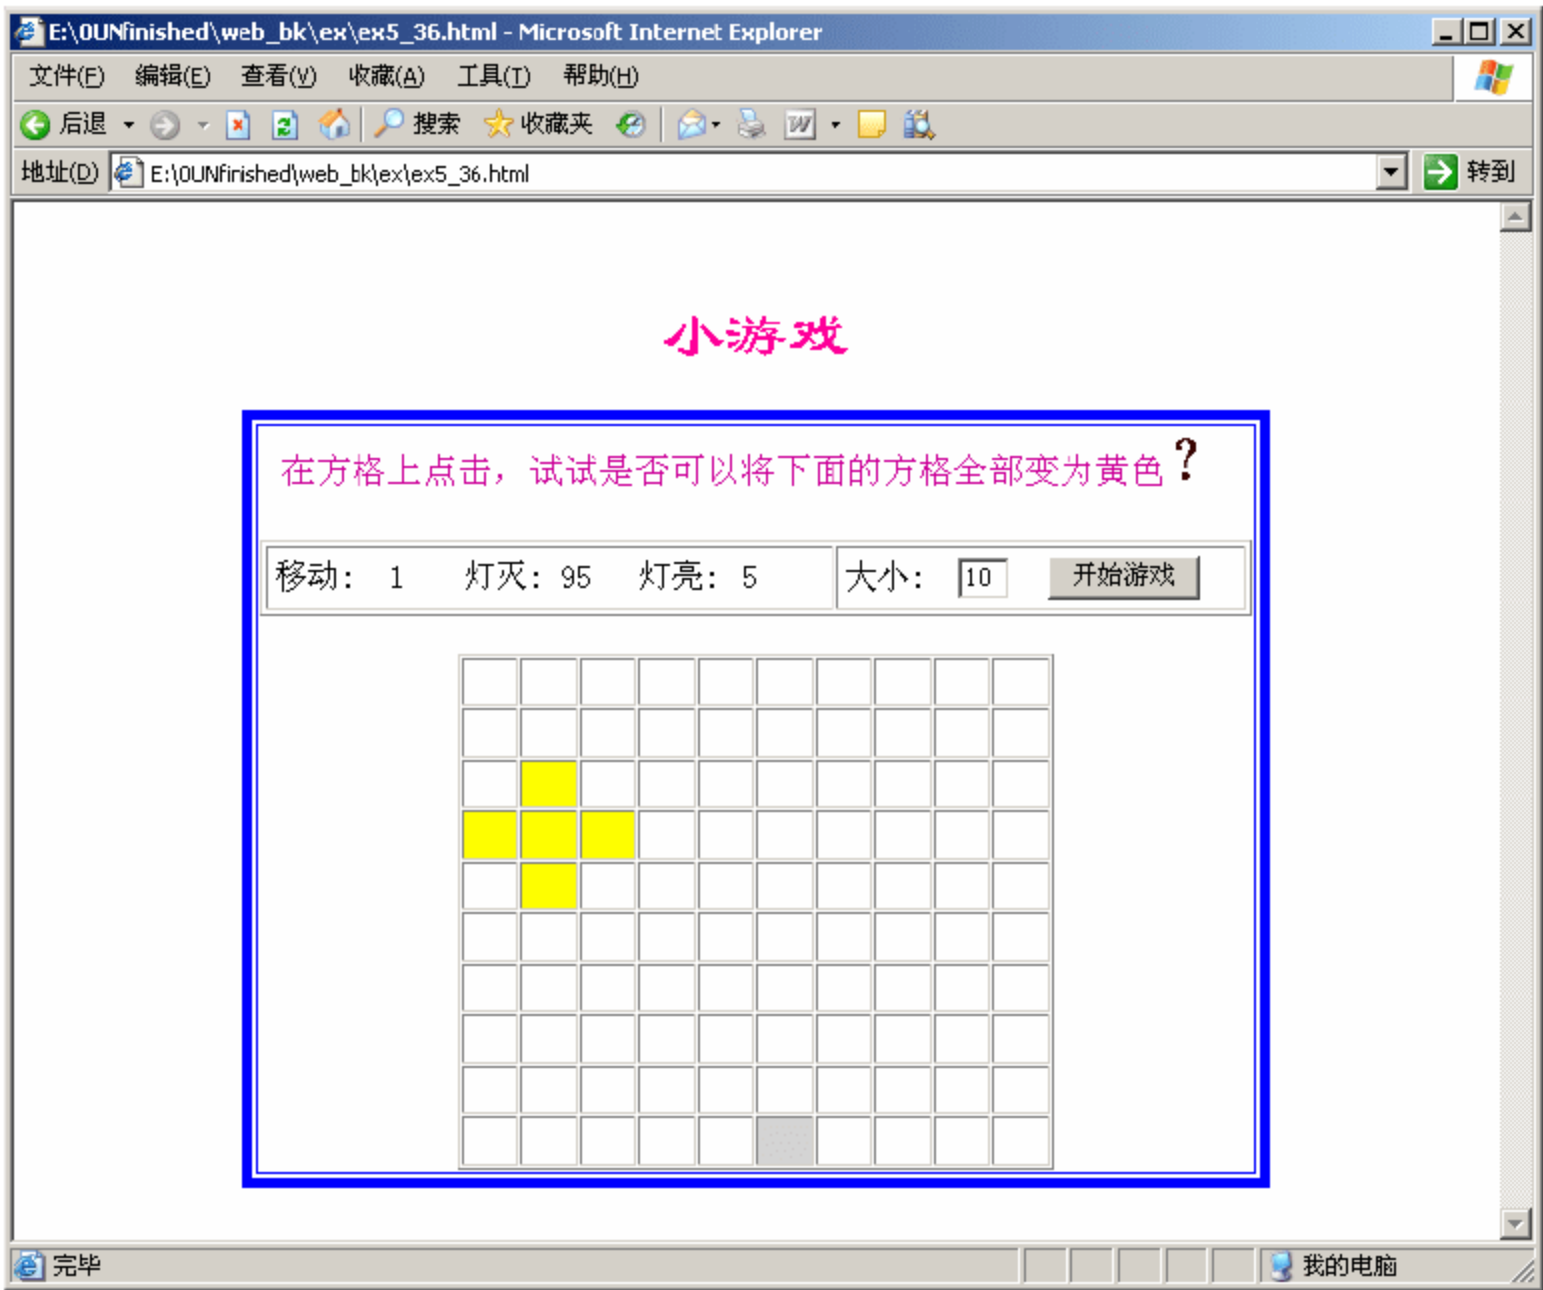 E:\0UNfinished\web_bk\ex\ex5_36.html - Microsoft Internet Explorer
文件(F) 编辑(E) 查看(V) 收藏(A) 工具(T) 帮助(H)
后退 搜索 收藏夹 W
地址(D) E:\0UNfinished\web_bk\ex\ex5_36.html 转到
小游戏
在方格上点击，试试是否可以将下面的方格全部变为黄色？
移动: 1 灯灭: 95 灯亮: 5 大小: 10 开始游戏
完毕 我的电脑